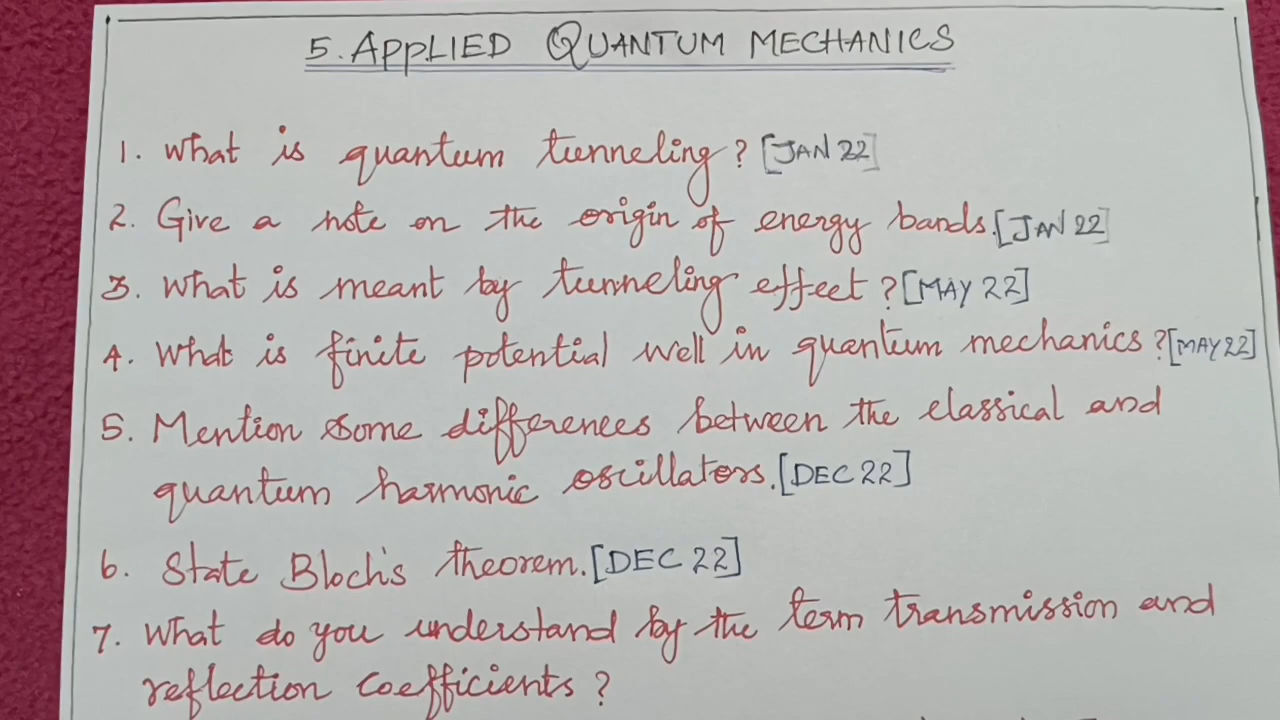 5. APPLIED QUANTUM MECHANICS
1. What is quantum tunneling? [JAN 22]
2. Give a note on the origin of energy bands. [JAN 22]
3. What is meant by tunneling effect? [MAY 22]
4. What is finite potential well in quantum mechanics? [MAY 22]
5. Mention some differences between the classical and
quantum harmonic oscillators. [DEC 22]
6. State Bloch's theorem. [DEC 22]
7. What do you understand by the term transmission and
reflection coefficients?